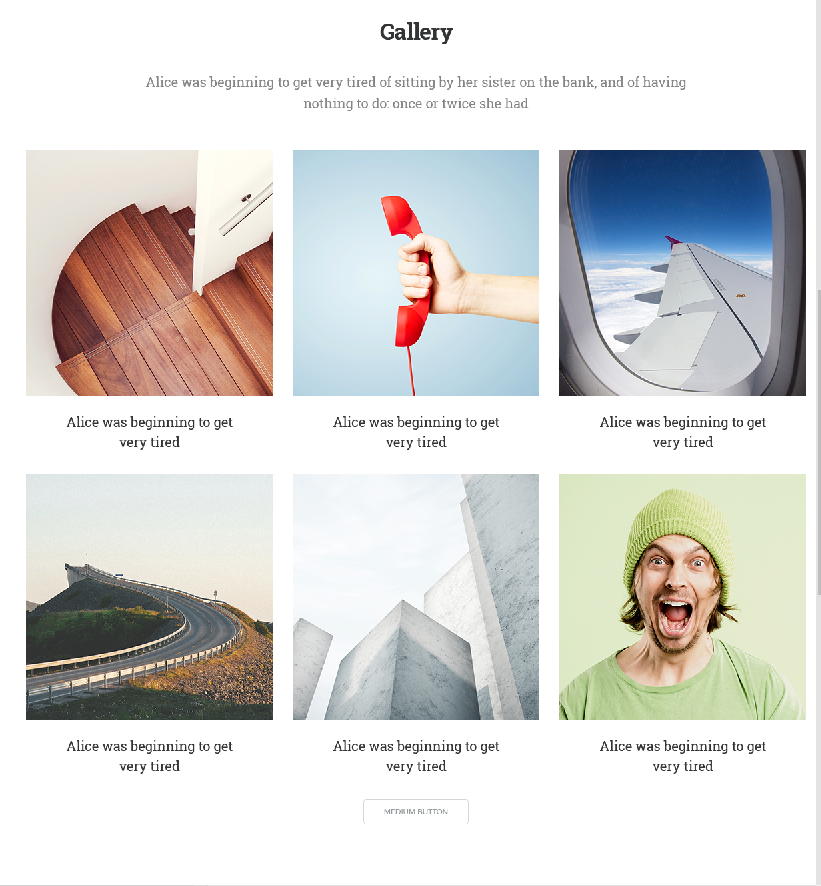 Gallery
Alice was beginning to get very tired of sitting by her sister on the bank, and of having
nothing to do: once or twice she had
Alice was beginning to get
very tired
Alice was beginning to get
very tired
Alice was beginning to get
very tired
Alice was beginning to get
very tired
Alice was beginning to get
very tired
Alice was beginning to get
very tired
MEDIUM BUTTON